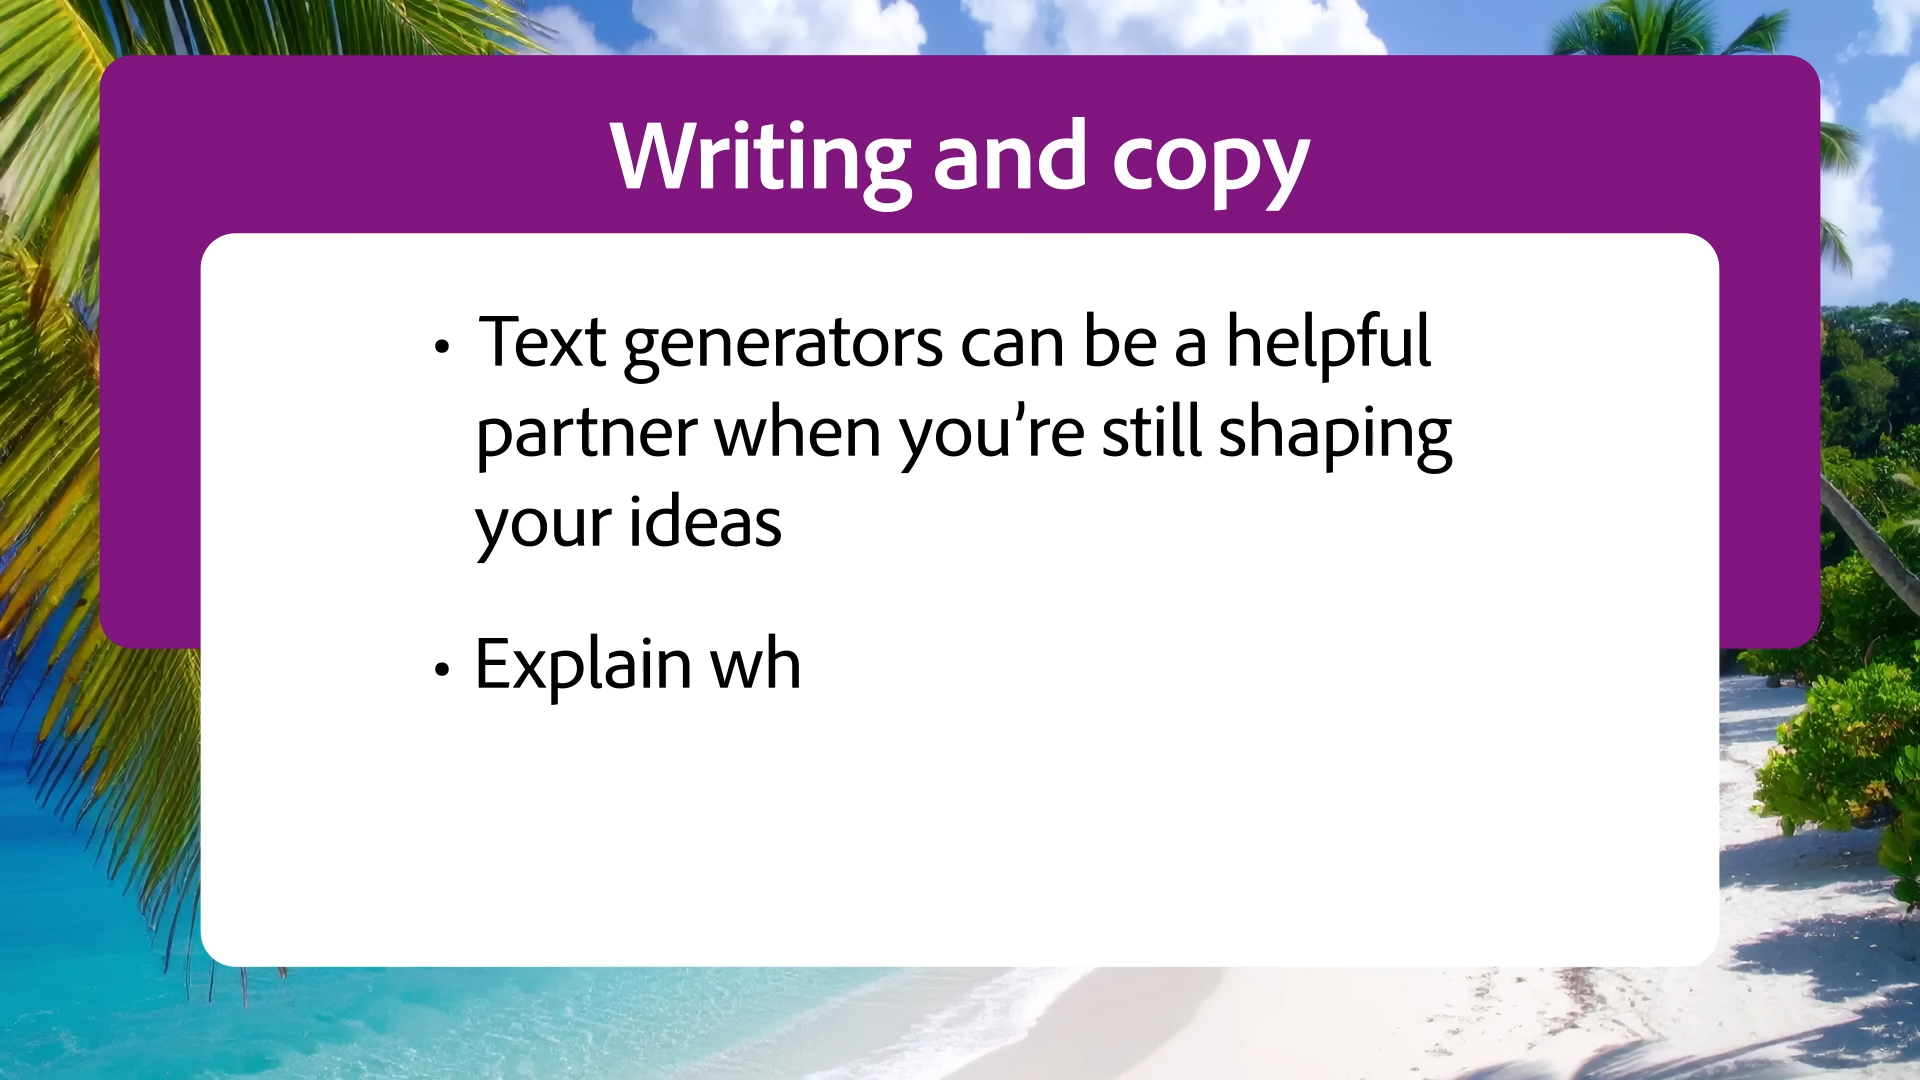 Writing and copy
• Text generators can be a helpful
partner when you’re still shaping
your ideas
• Explain wh